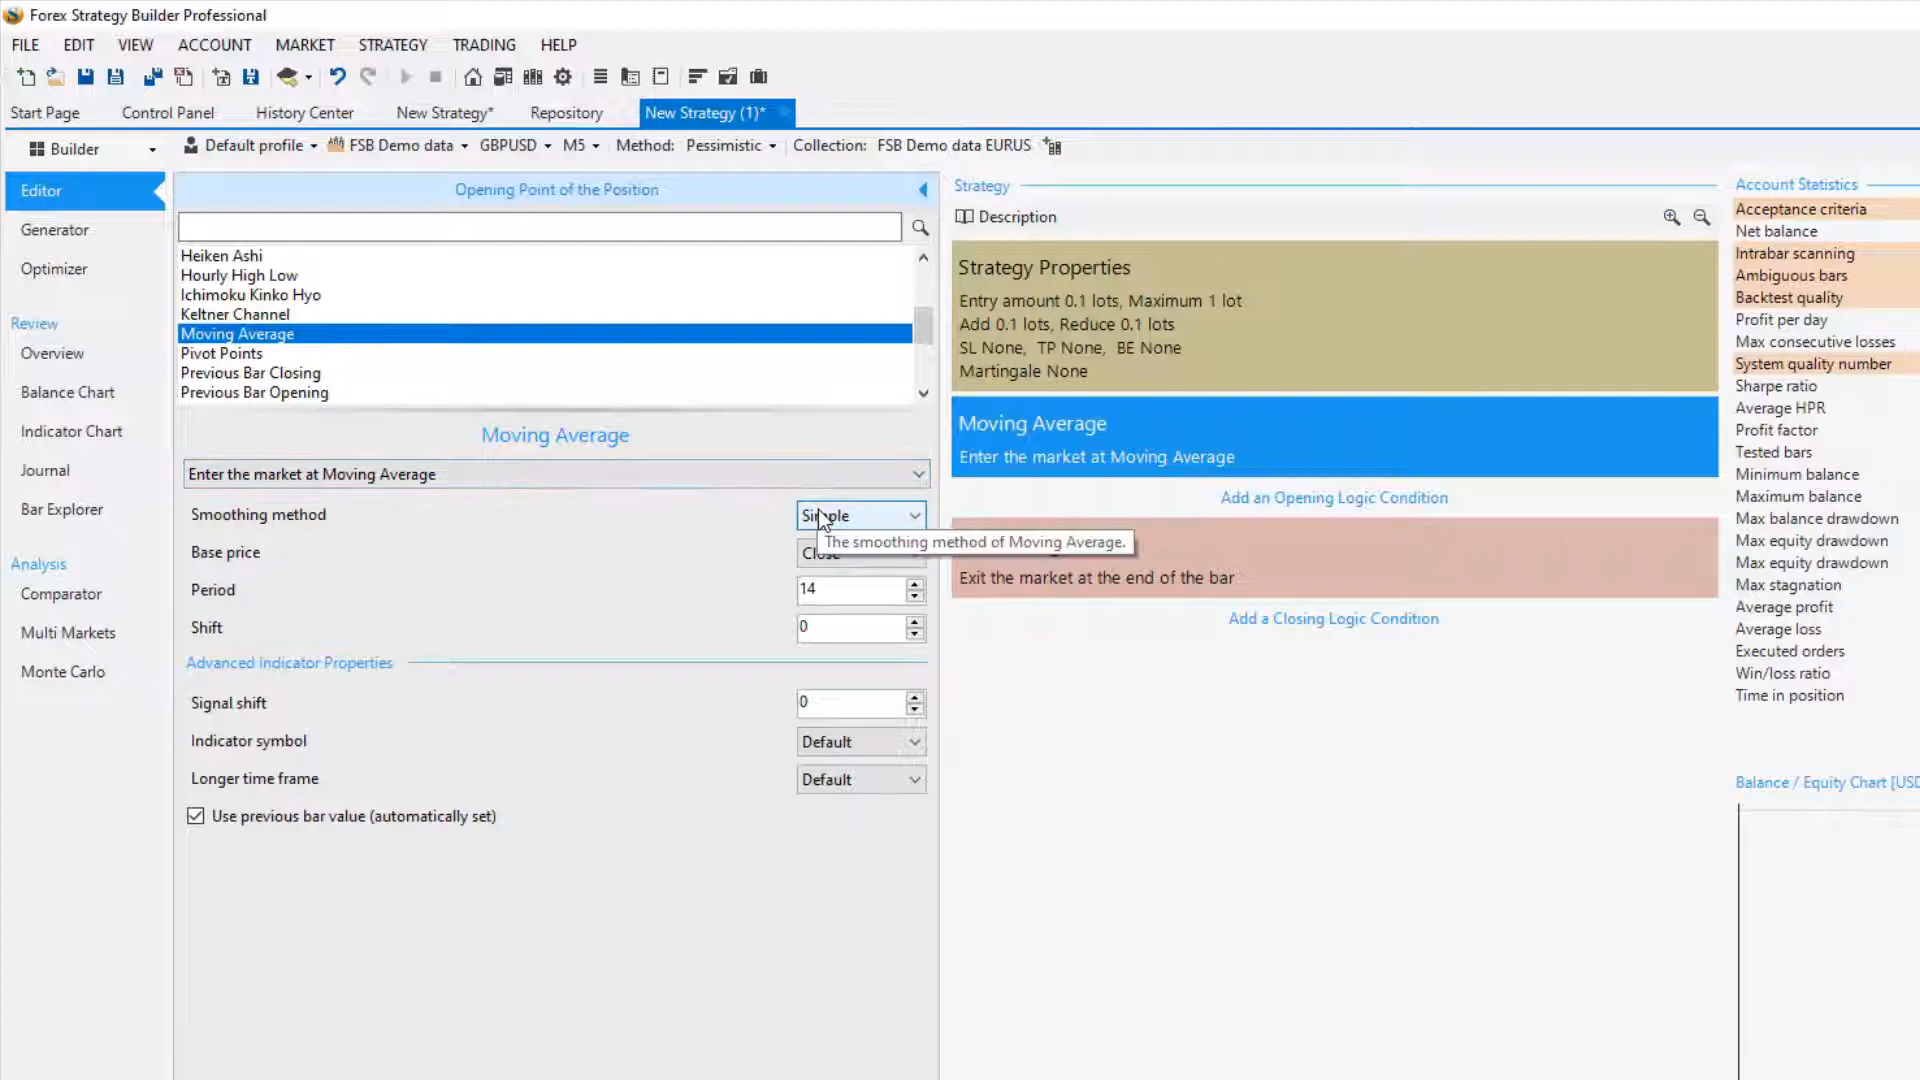 Forex Strategy Builder Professional
FILE EDIT VIEW ACCOUNT MARKET STRATEGY TRADING HELP
Start Page Control Panel History Center New Strategy* Repository New Strategy (1)*
Builder Default profile FSB Demo data GBPUSD M5 Method: Pessimistic Collection: FSB Demo data EURUS
Editor
Generator
Optimizer
Review
Overview
Balance Chart
Indicator Chart
Journal
Bar Explorer
Analysis
Comparator
Multi Markets
Monte Carlo
Opening Point of the Position
Heiken Ashi
Hourly High Low
Ichimoku Kinko Hyo
Keltner Channel
Moving Average
Pivot Points
Previous Bar Closing
Previous Bar Opening
Moving Average
Enter the market at Moving Average
Smoothing method Simple
The smoothing method of Moving Average.
Base price Close
Period 14
Shift 0
Advanced Indicator Properties
Signal shift 0
Indicator symbol Default
Longer time frame Default
Use previous bar value (automatically set)
Strategy
Description
Strategy Properties
Entry amount 0.1 lots, Maximum 1 lot
Add 0.1 lots, Reduce 0.1 lots
SL None, TP None, BE None
Martingale None
Moving Average
Enter the market at Moving Average
Add an Opening Logic Condition
Exit the market at the end of the bar
Add a Closing Logic Condition
Account Statistics
Acceptance criteria
Net balance
Intrabar scanning
Ambiguous bars
Backtest quality
Profit per day
Max consecutive losses
System quality number
Sharpe ratio
Average HPR
Profit factor
Tested bars
Minimum balance
Maximum balance
Max balance drawdown
Max equity drawdown
Max equity drawdown
Max stagnation
Average profit
Average loss
Executed orders
Win/loss ratio
Time in position
Balance / Equity Chart [USD